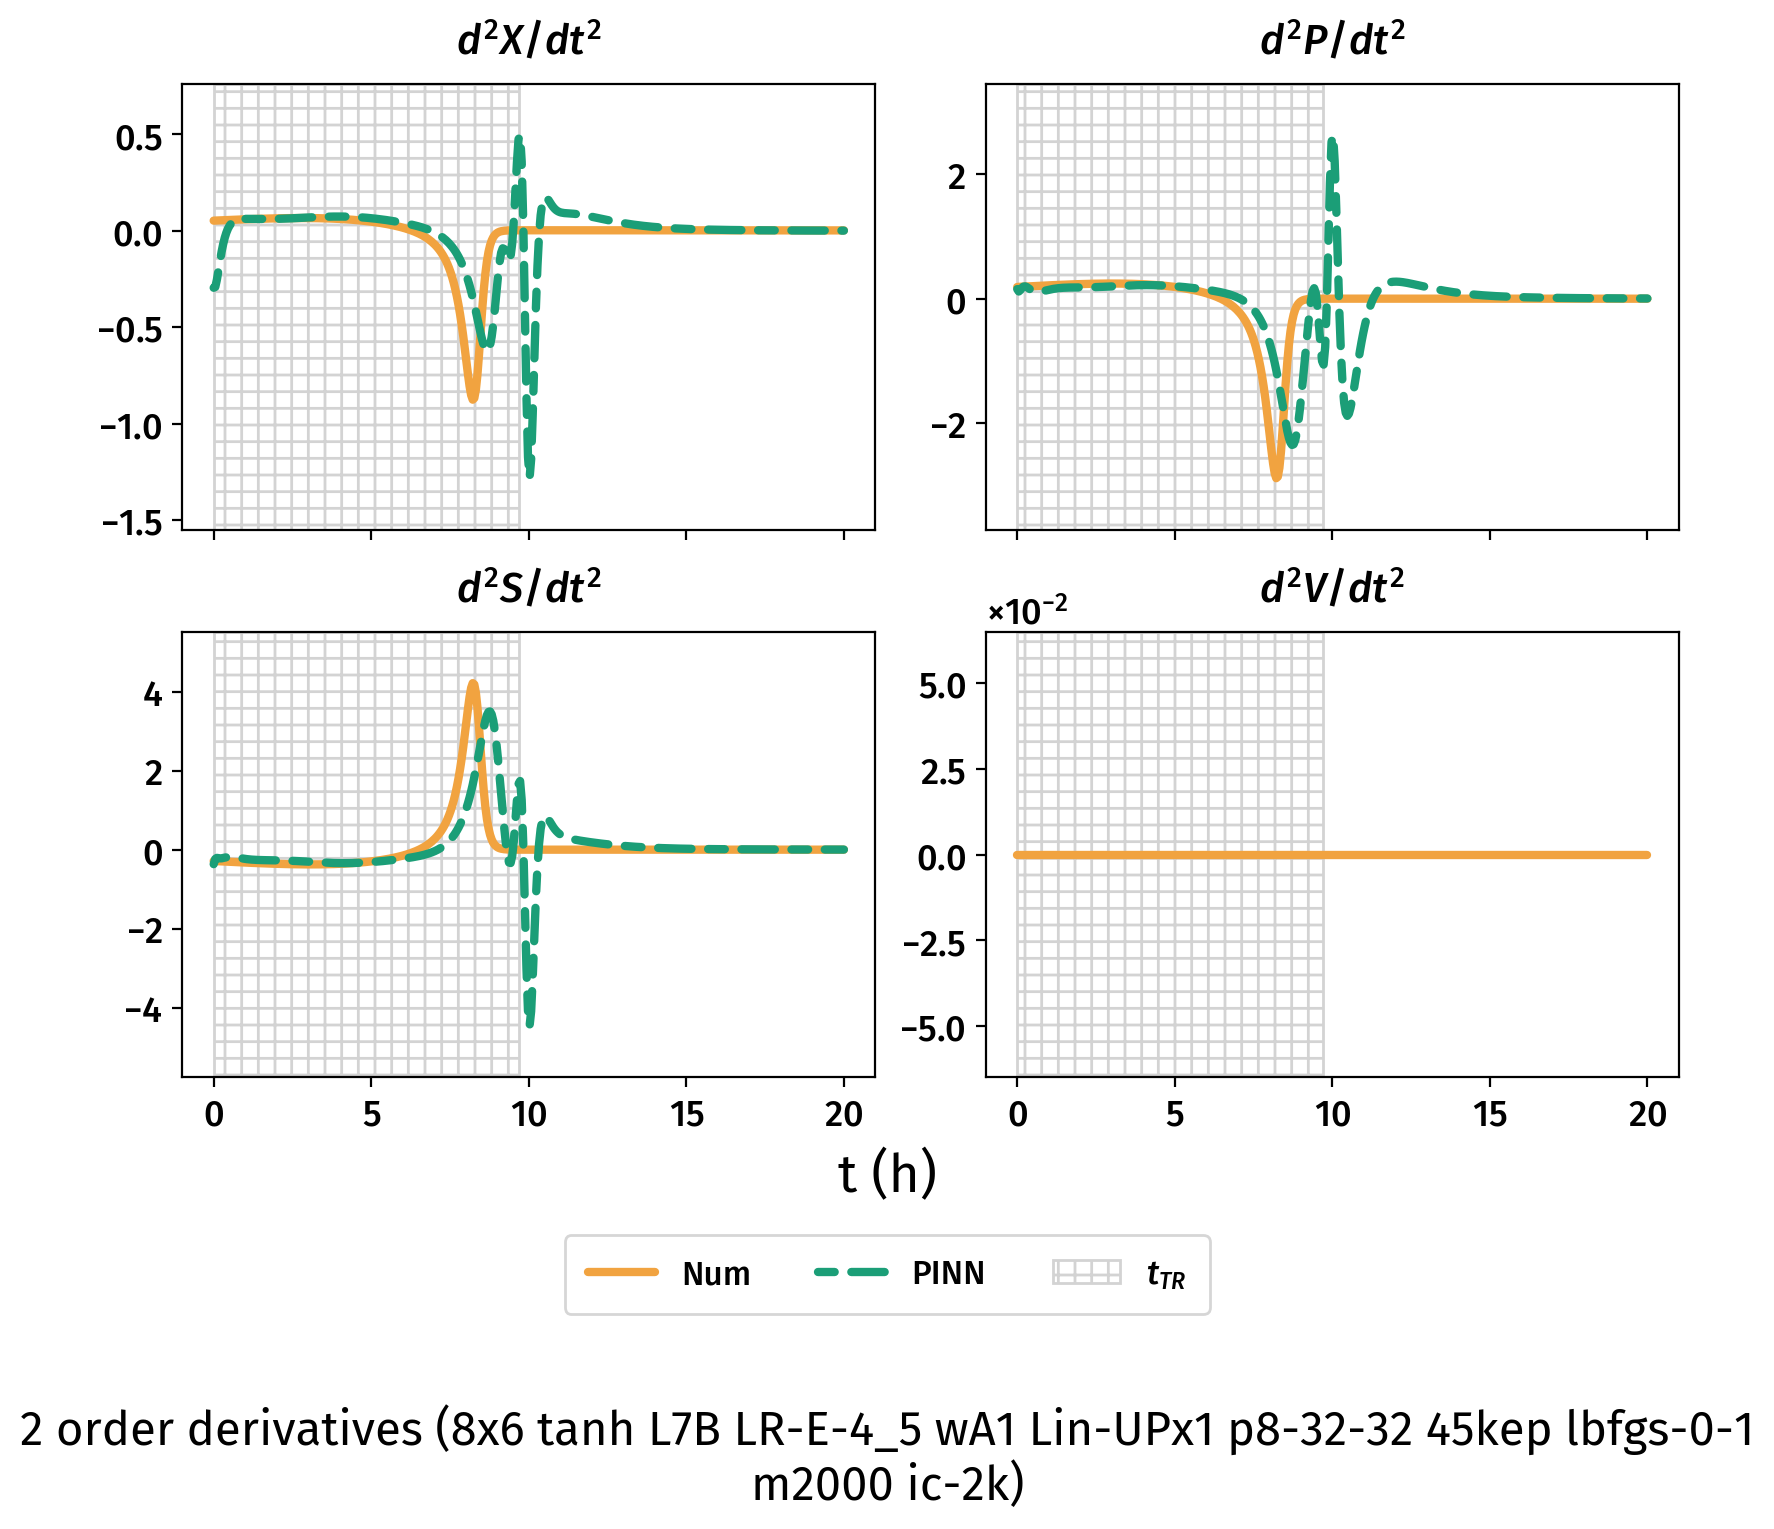 d²X/dt²
d²P/dt²
0.5
0.0
−0.5
−1.0
−1.5
2
0
−2
d²S/dt²
d²V/dt²
×10⁻²
4
2
0
−2
−4
5.0
2.5
0.0
−2.5
−5.0
0 5 10 15 20
0 5 10 15 20
t (h)
Num PINN t_TR
2 order derivatives (8x6 tanh L7B LR-E-4_5 wA1 Lin-UPx1 p8-32-32 45kep lbfgs-0-1
m2000 ic-2k)